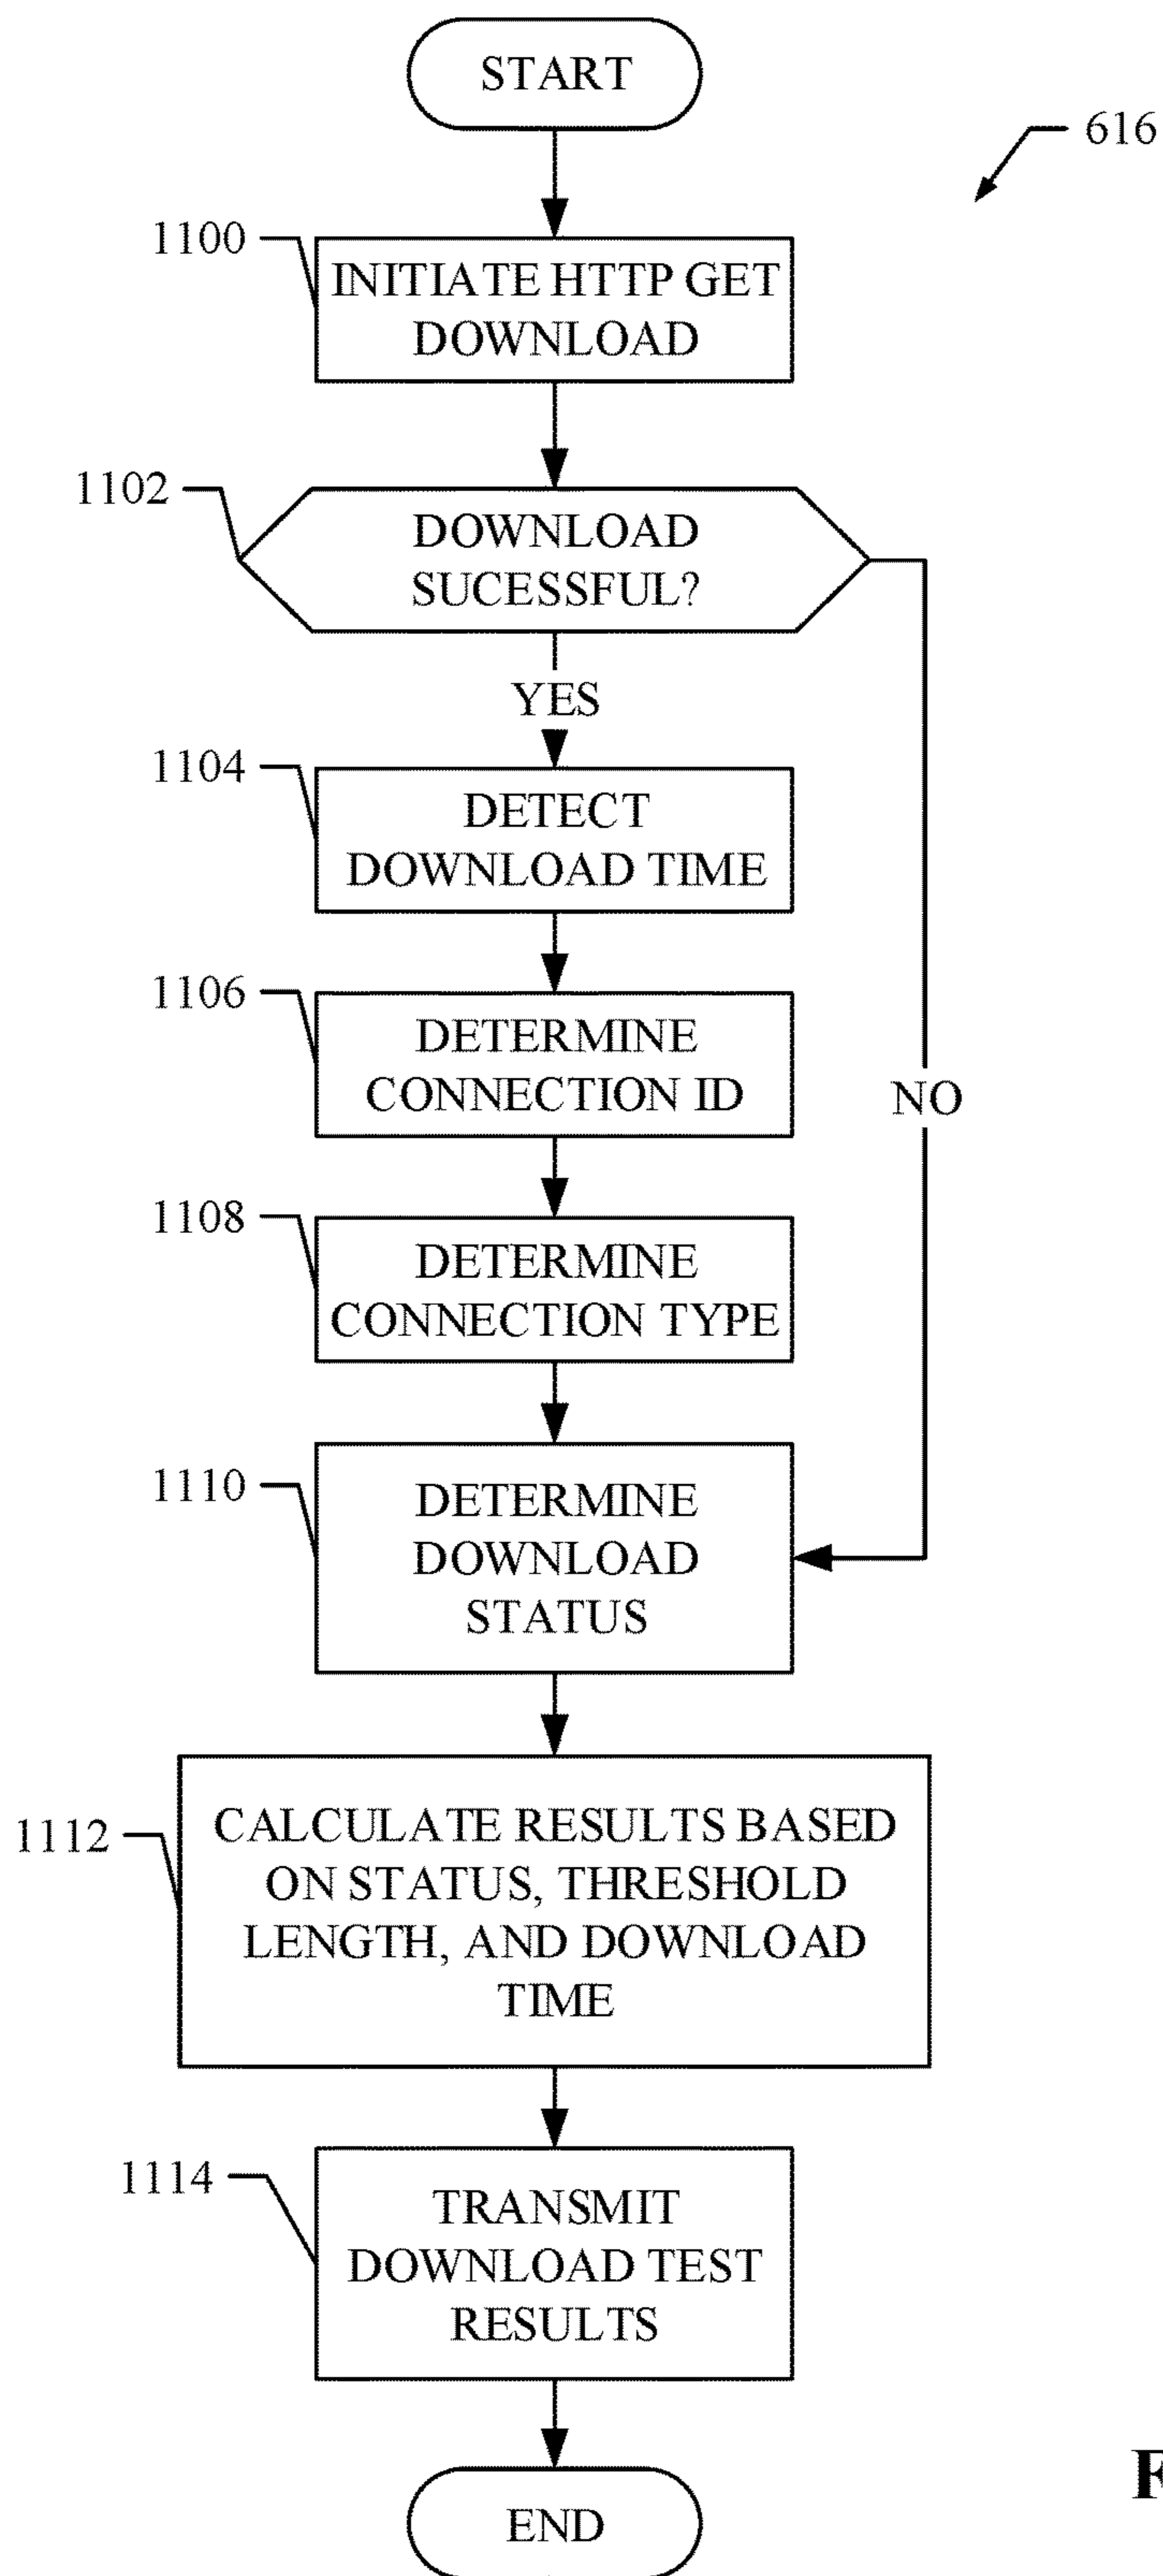 START
616
1100
INITIATE HTTP GET
DOWNLOAD
1102
DOWNLOAD
SUCESSFUL?
YES
1104
DETECT
DOWNLOAD TIME
1106
DETERMINE
CONNECTION ID
NO
1108
DETERMINE
CONNECTION TYPE
1110
DETERMINE
DOWNLOAD
STATUS
1112
CALCULATE RESULTS BASED
ON STATUS, THRESHOLD
LENGTH, AND DOWNLOAD
TIME
1114
TRANSMIT
DOWNLOAD TEST
RESULTS
END